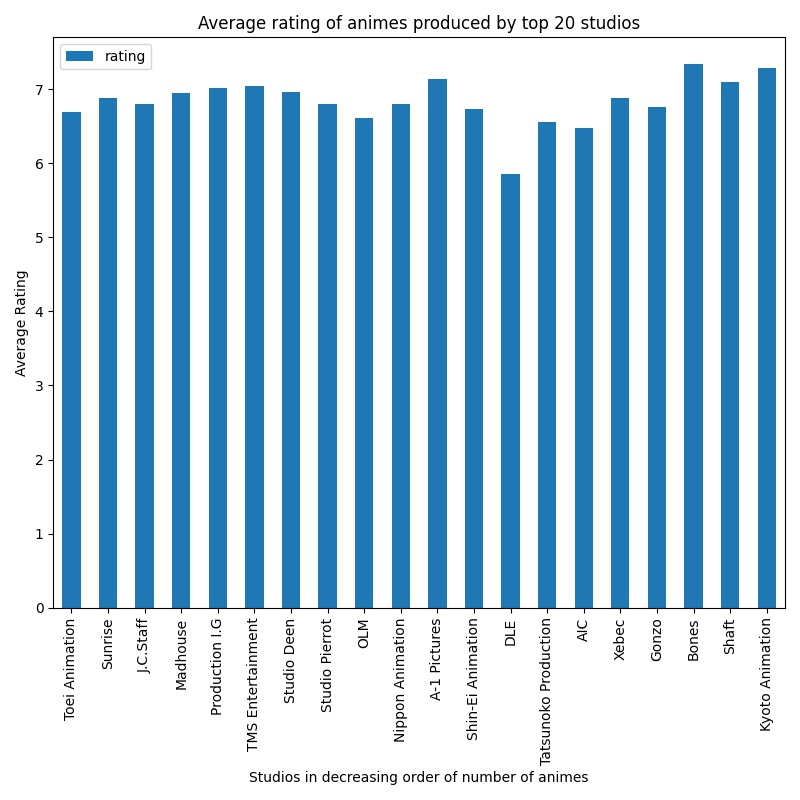 Average rating of animes produced by top 20 studios
rating
Average Rating
7
6
5
4
3
2
1
0
Toei Animation
Sunrise
J.C.Staff
Madhouse
Production I.G
TMS Entertainment
Studio Deen
Studio Pierrot
OLM
Nippon Animation
A-1 Pictures
Shin-Ei Animation
DLE
Tatsunoko Production
AIC
Xebec
Gonzo
Bones
Shaft
Kyoto Animation
Studios in decreasing order of number of animes